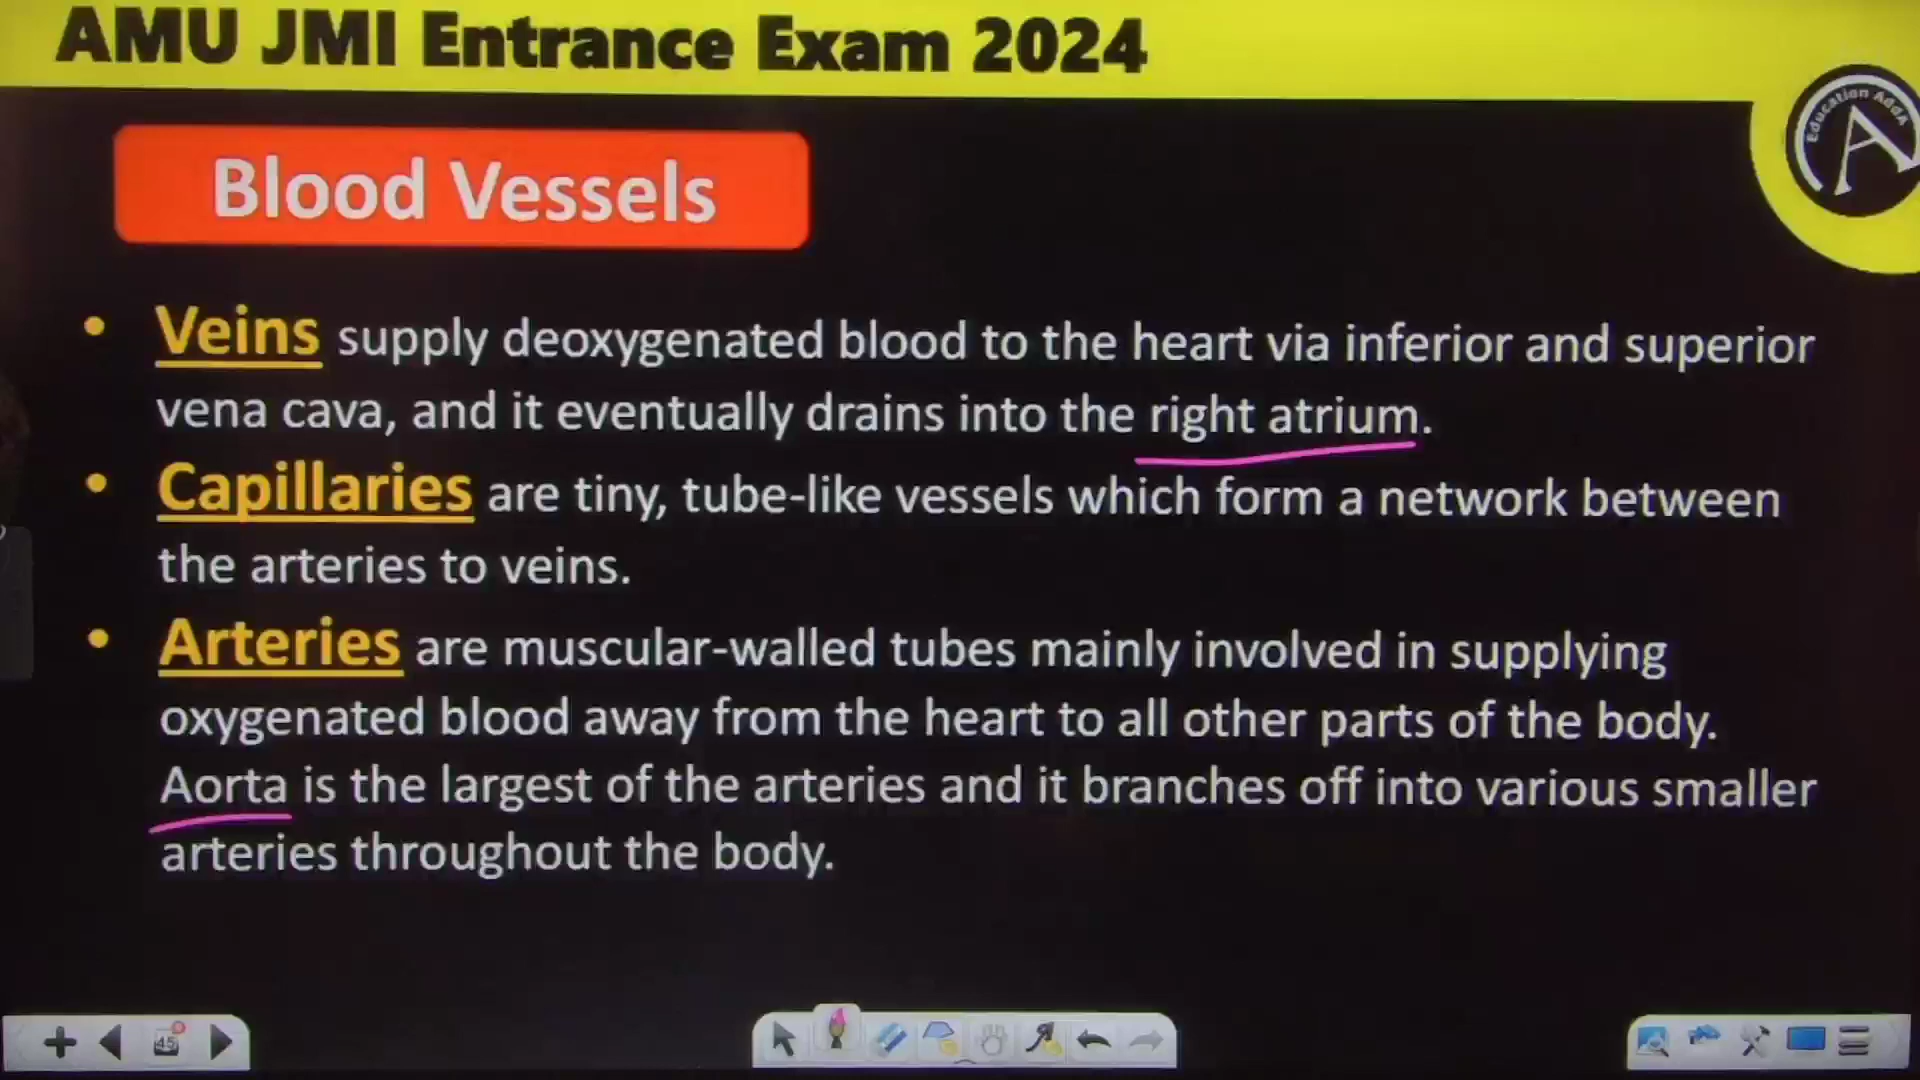 AMU JMI Entrance Exam 2024
Education AddA
A
Blood Vessels
• Veins supply deoxygenated blood to the heart via inferior and superior
vena cava, and it eventually drains into the right atrium.
• Capillaries are tiny, tube-like vessels which form a network between
the arteries to veins.
• Arteries are muscular-walled tubes mainly involved in supplying
oxygenated blood away from the heart to all other parts of the body.
Aorta is the largest of the arteries and it branches off into various smaller
arteries throughout the body.
45